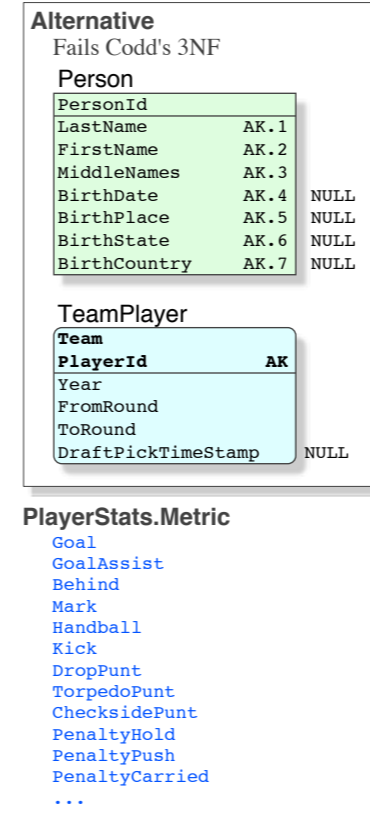 Alternative
Fails Codd's 3NF
Person
PersonId
LastName AK.1
FirstName AK.2
MiddleNames AK.3
BirthDate AK.4 NULL
BirthPlace AK.5 NULL
BirthState AK.6 NULL
BirthCountry AK.7 NULL
TeamPlayer
Team
PlayerId AK
Year
FromRound
ToRound
DraftPickTimeStamp NULL
PlayerStats.Metric
Goal
GoalAssist
Behind
Mark
Handball
Kick
DropPunt
TorpedoPunt
ChecksidePunt
PenaltyHold
PenaltyPush
PenaltyCarried
...